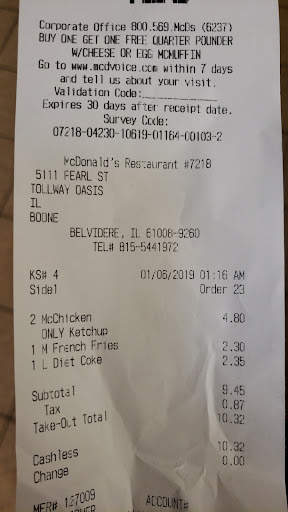 Corporate Office 800.569.McDs (6237)
BUY ONE GET ONE FREE QUARTER POUNDER
W/CHEESE OR EGG MCMUFFIN
Go to www.mcdvoice.com within 7 days
and tell us about your visit.
Validation Code:______________
Expires 30 days after receipt date.
Survey Code:
07218-04230-10619-01164-00103-2
McDonald's Restaurant #7218
5111 PEARL ST
TOLLWAY OASIS
IL
BOONE
BELVIDERE, IL 61008-9260
TEL# 815-5441972
KS# 4 01/06/2019 01:16 AM
Side1 Order 23
2 McChicken 4.80
ONLY Ketchup
1 M French Fries 2.30
1 L Diet Coke 2.35
Subtotal 9.45
Tax 0.87
Take-Out Total 10.32
Cashless 10.32
Change 0.00
MER# 127009
ACCOUNT#